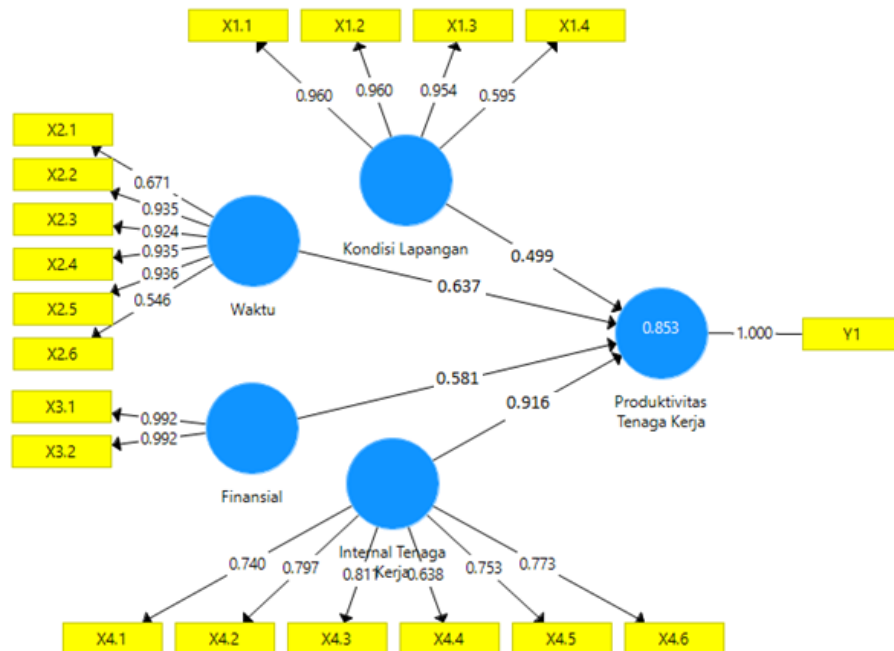 X1.1 X1.2 X1.3 X1.4
0.960 0.960 0.954 0.595
Kondisi Lapangan
X2.1
X2.2
X2.3
X2.4
X2.5
X2.6
0.671
0.935
0.924
0.935
0.936
0.546
Waktu
0.499
0.637
0.581
0.916
0.853
1.000
Y1
Produktivitas
Tenaga Kerja
X3.1
X3.2
0.992
0.992
Finansial
Internal Tenaga
Kerja
0.740 0.797 0.811 0.638 0.753 0.773
X4.1 X4.2 X4.3 X4.4 X4.5 X4.6